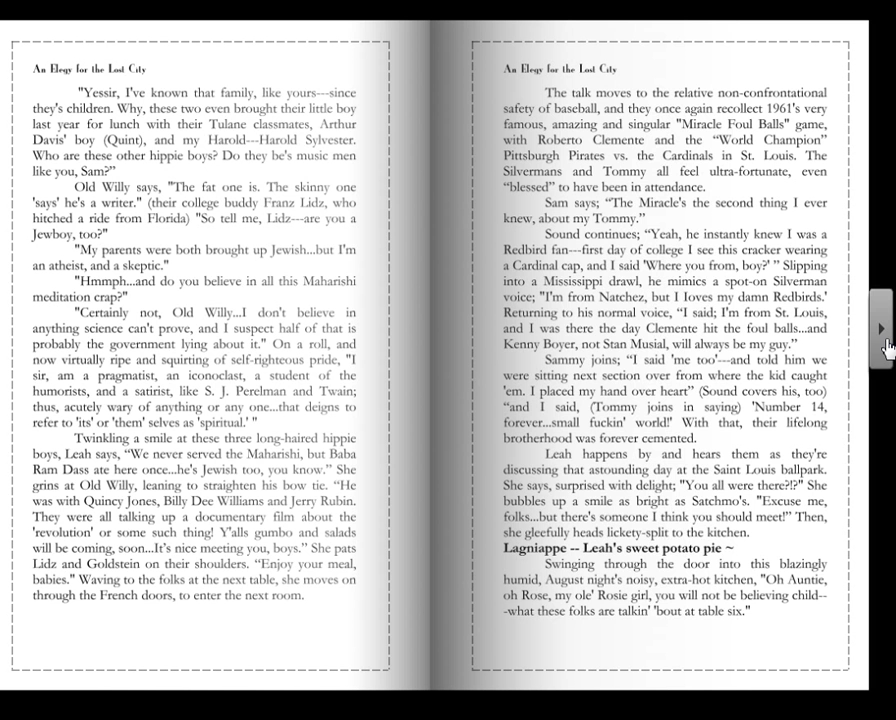 An Elegy for the Lost City
"Yessir, I've known that family, like yours---since
they's children. Why, these two even brought their little boy
last year for lunch with their Tulane classmates, Arthur
Davis' boy (Quint), and my Harold---Harold Sylvester.
Who are these other hippie boys? Do they be's music men
like you, Sam?"
Old Willy says, "The fat one is. The skinny one
'says' he's a writer." (their college buddy Franz Lidz, who
hitched a ride from Florida) "So tell me, Lidz---are you a
Jewboy, too?"
"My parents were both brought up Jewish...but I'm
an atheist, and a skeptic."
"Hmmph...and do you believe in all this Maharishi
meditation crap?"
"Certainly not, Old Willy...I don't believe in
anything science can't prove, and I suspect half of that is
probably the government lying about it." On a roll, and
now virtually ripe and squirting of self-righteous pride, "I
sir, am a pragmatist, an iconoclast, a student of the
humorists, and a satirist, like S. J. Perelman and Twain;
thus, acutely wary of anything or any one...that deigns to
refer to 'its' or 'them' selves as 'spiritual.' "
Twinkling a smile at these three long-haired hippie
boys, Leah says, “We never served the Maharishi, but Baba
Ram Dass ate here once...he's Jewish too, you know." She
grins at Old Willy, leaning to straighten his bow tie. “He
was with Quincy Jones, Billy Dee Williams and Jerry Rubin.
They were all talking up a documentary film about the
'revolution' or some such thing! Y'alls gumbo and salads
will be coming, soon...It's nice meeting you, boys.” She pats
Lidz and Goldstein on their shoulders. “Enjoy your meal,
babies." Waving to the folks at the next table, she moves on
through the French doors, to enter the next room.
An Elegy for the Lost City
The talk moves to the relative non-confrontational
safety of baseball, and they once again recollect 1961's very
famous, amazing and singular "Miracle Foul Balls" game,
with Roberto Clemente and the “World Champion”
Pittsburgh Pirates vs. the Cardinals in St. Louis. The
Silvermans and Tommy all feel ultra-fortunate, even
“blessed” to have been in attendance.
Sam says; “The Miracle's the second thing I ever
knew, about my Tommy.”
Sound continues; “Yeah, he instantly knew I was a
Redbird fan---first day of college I see this cracker wearing
a Cardinal cap, and I said 'Where you from, boy?' ” Slipping
into a Mississippi drawl, he mimics a spot-on Silverman
voice; "I'm from Natchez, but I loves my damn Redbirds.'
Returning to his normal voice, “I said; I'm from St. Louis,
and I was there the day Clemente hit the foul balls...and
Kenny Boyer, not Stan Musial, will always be my guy.”
Sammy joins; “I said 'me too'---and told him we
were sitting next section over from where the kid caught
'em. I placed my hand over heart” (Sound covers his, too)
“and I said, (Tommy joins in saying) 'Number 14,
forever...small fuckin' world!' With that, their lifelong
brotherhood was forever cemented.
Leah happens by and hears them as they're
discussing that astounding day at the Saint Louis ballpark.
She says, surprised with delight; "You all were there?!?" She
bubbles up a smile as bright as Satchmo's. "Excuse me,
folks...but there's someone I think you should meet!” Then,
she gleefully heads lickety-split to the kitchen.
Lagniappe -- Leah's sweet potato pie ~
Swinging through the door into this blazingly
humid, August night's noisy, extra-hot kitchen, "Oh Auntie,
oh Rose, my ole' Rosie girl, you will not be believing child--
-what these folks are talkin' 'bout at table six."